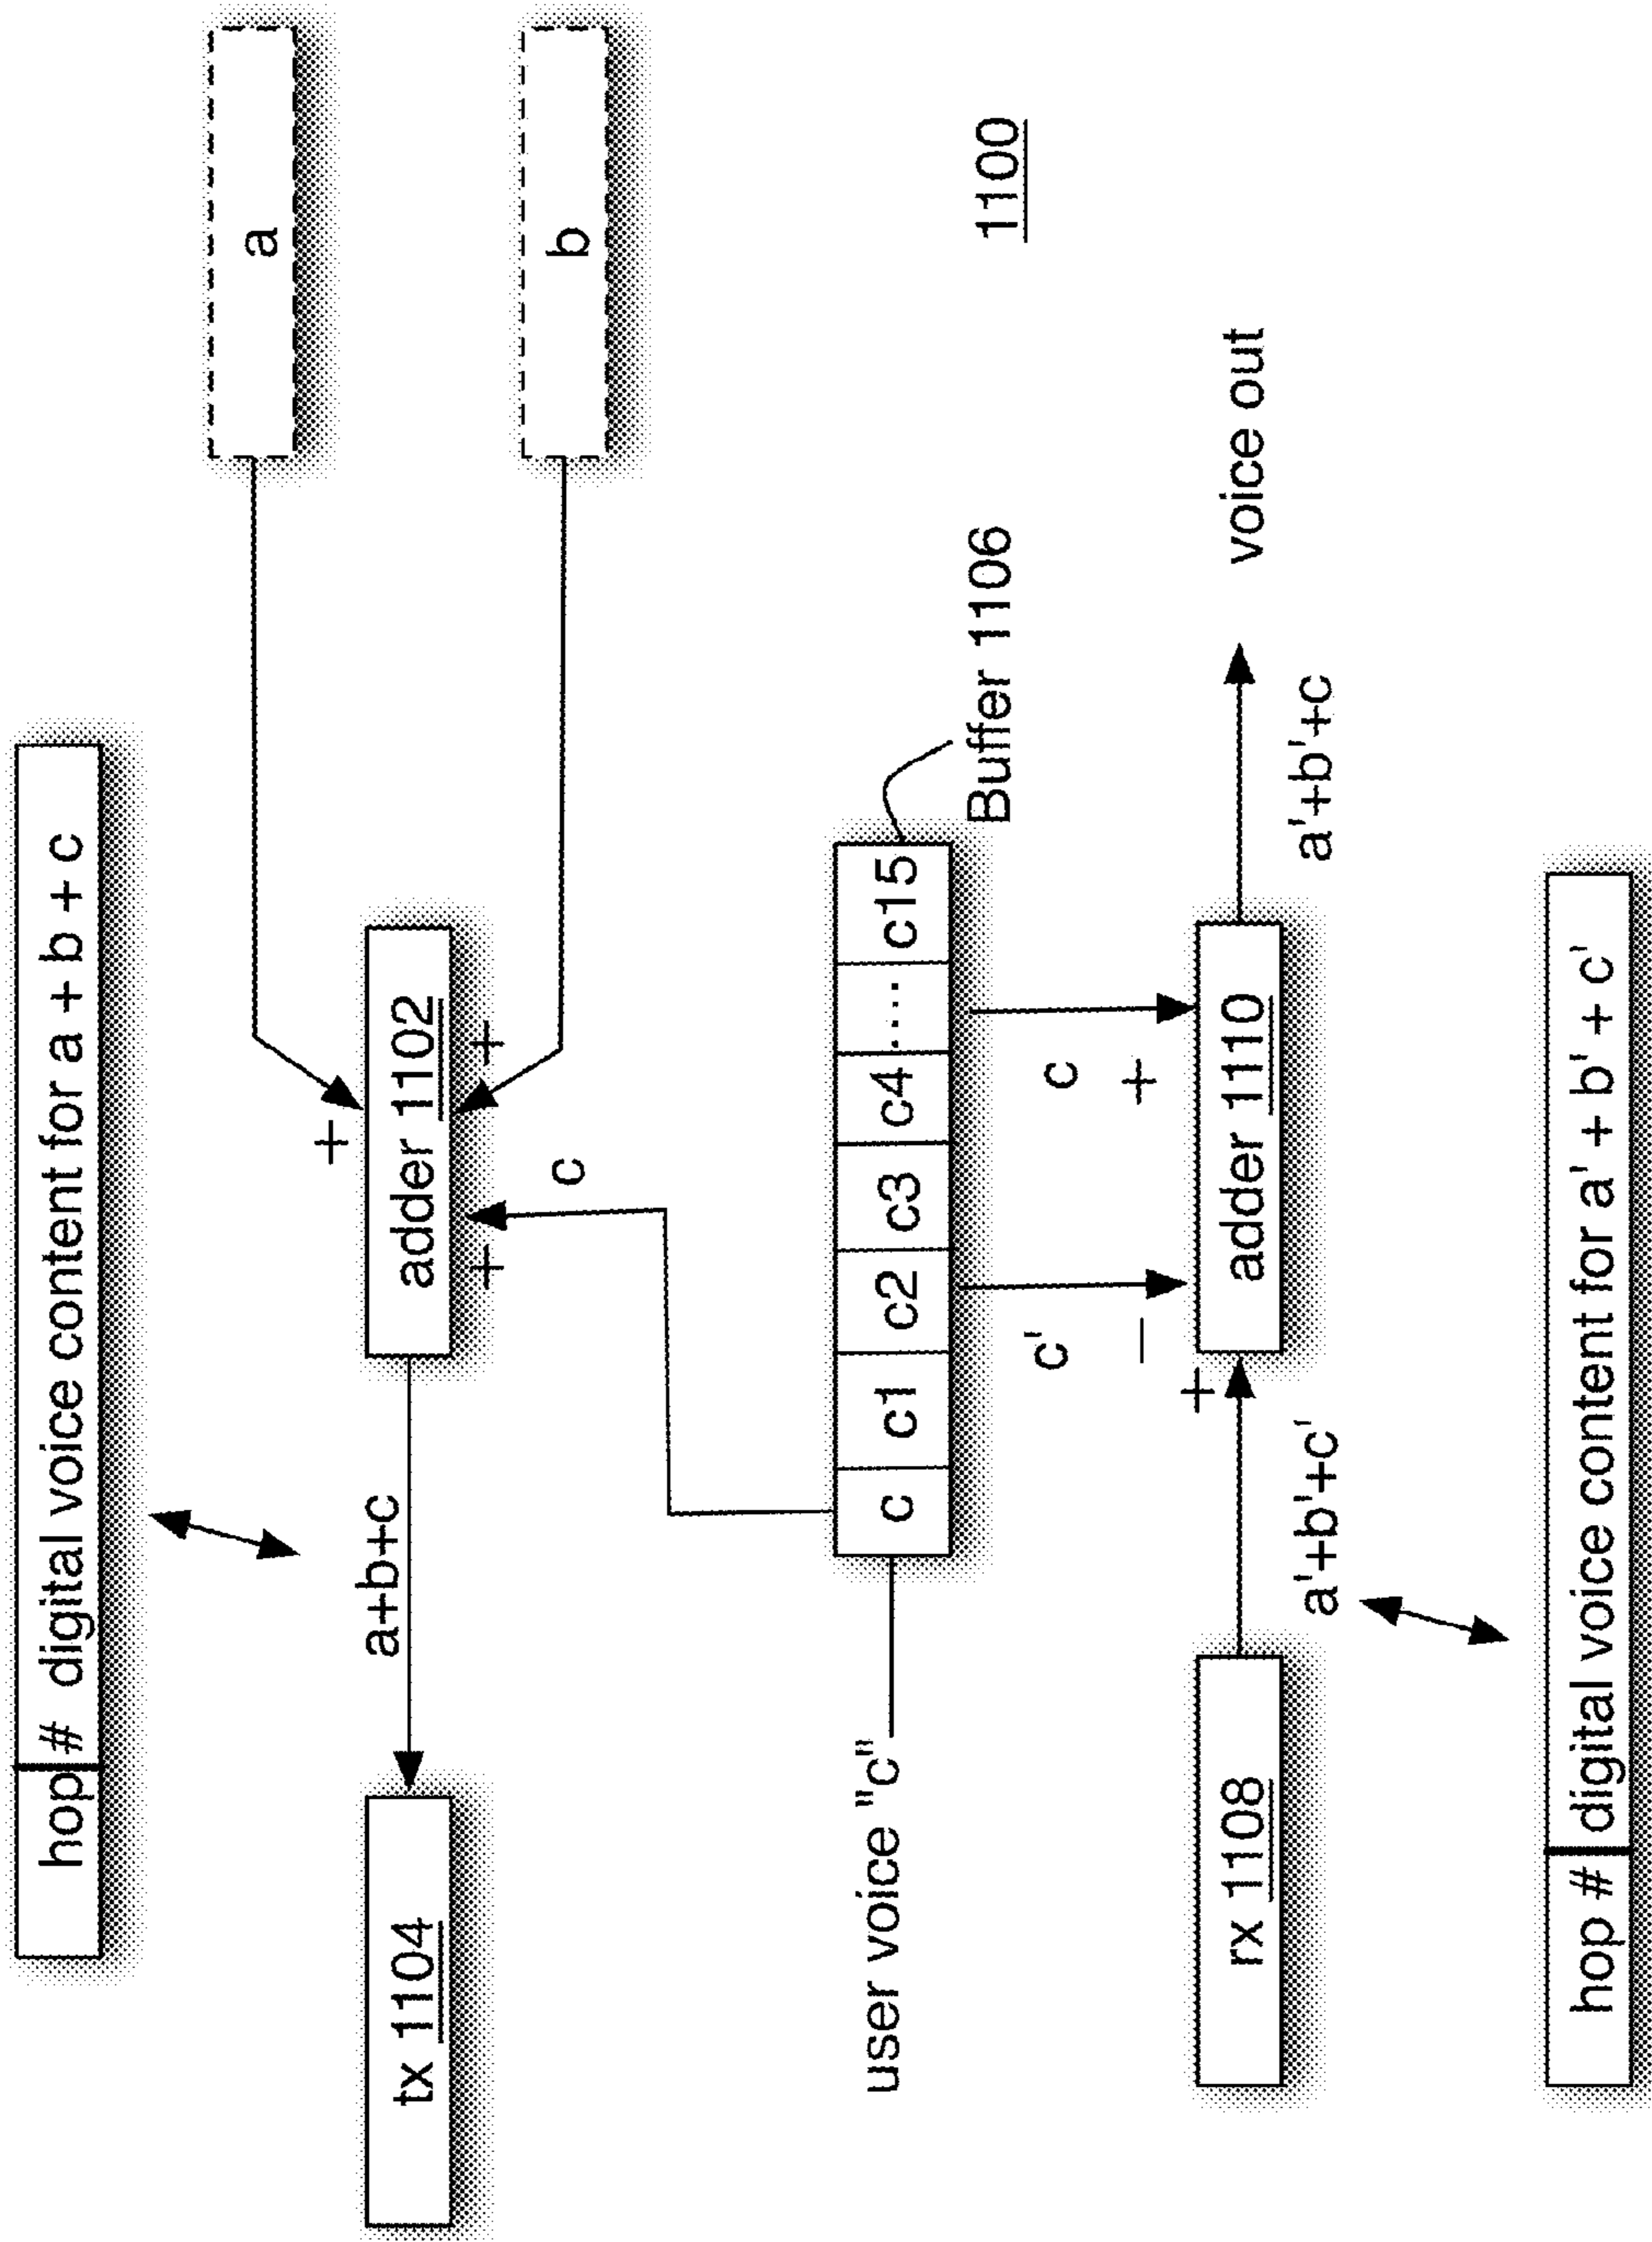 hop # digital voice content for a + b + c
a
+
tx 1104
a+b+c
adder 1102
+
+
c
b
user voice "c"
c c1 c2 c3 c4 .... c15
Buffer 1106
1100
c'
c
−
+
+
rx 1108
a'+b'+c'
adder 1110
a'+b'+c
voice out
hop # digital voice content for a' + b' + c'